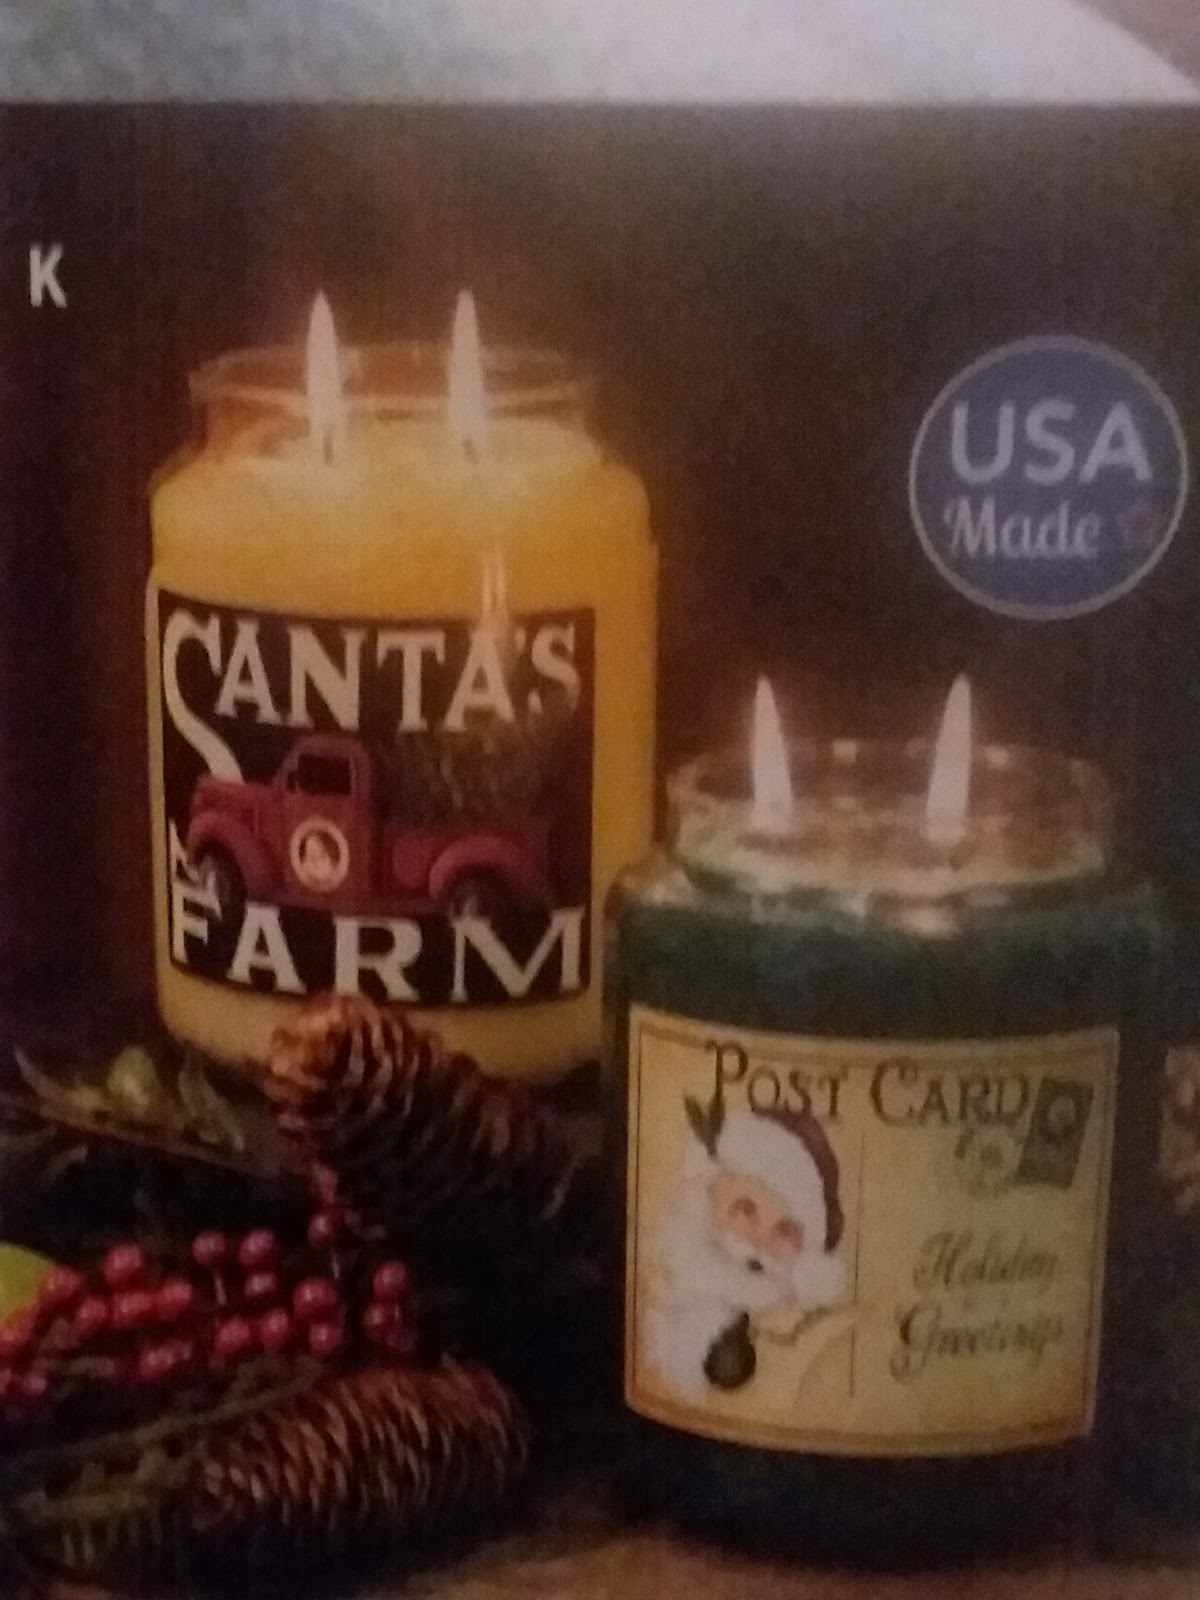 K
USA
Made
SANTA'S
FARM
POST CARD
Holiday
Greetings